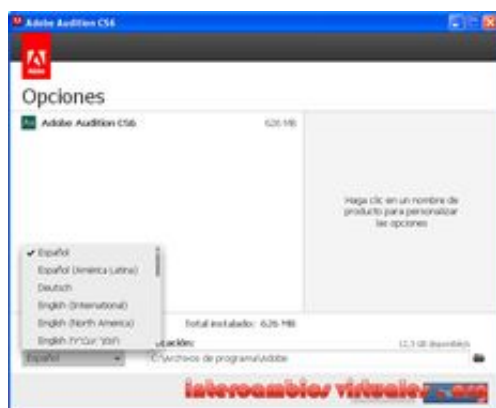 Adobe Audition CS6
Adobe
Opciones
Adobe Audition CS6 626 MB
Haga clic en un nombre de
producto para personalizar
las opciones
Español
Español (América Latina)
Deutsch
English (International)
English (North America)
English
Total instalado: 626 MB
Español
C:\Archivos de programa\Adobe
intercambios virtuales
.org